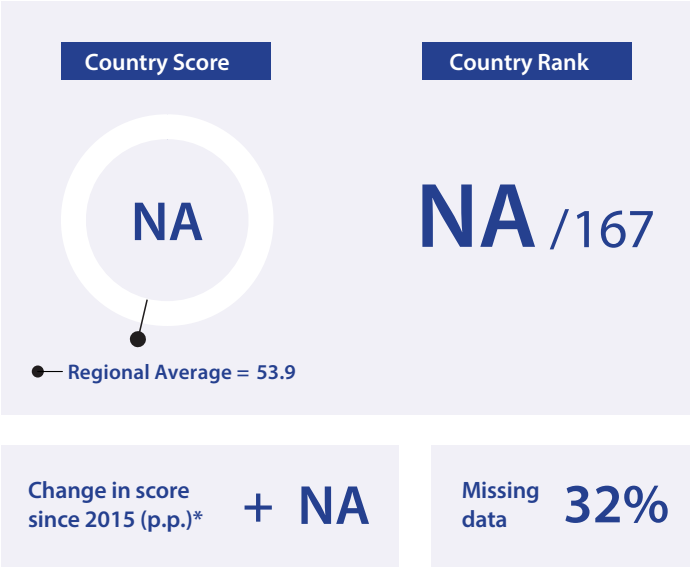 Country Score
Country Rank
NA
NA /167
Regional Average = 53.9
Change in score
since 2015 (p.p.)*
+ NA
Missing
data
32%